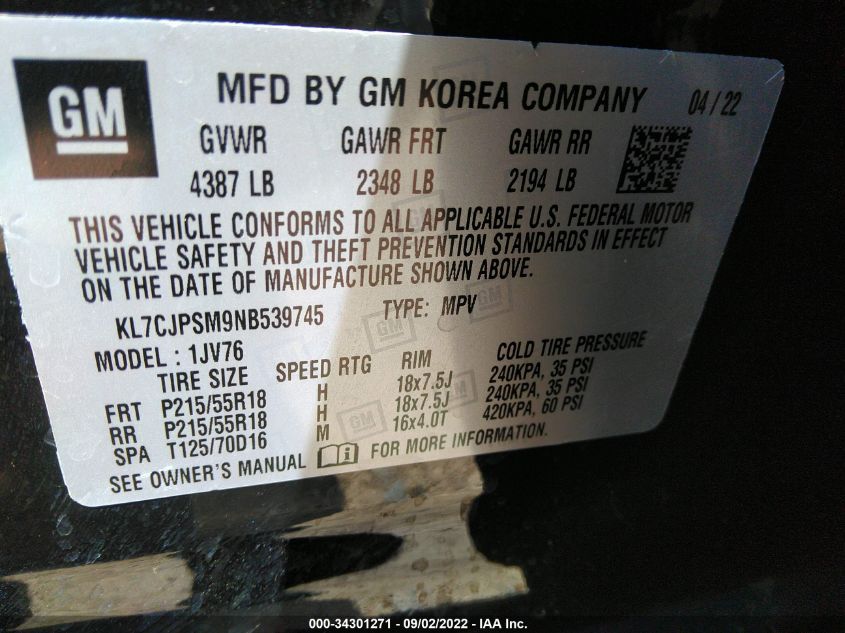 GM
MFD BY GM KOREA COMPANY 04/22
GVWR GAWR FRT GAWR RR
4387 LB 2348 LB 2194 LB
THIS VEHICLE CONFORMS TO ALL APPLICABLE U.S. FEDERAL MOTOR
VEHICLE SAFETY AND THEFT PREVENTION STANDARDS IN EFFECT
ON THE DATE OF MANUFACTURE SHOWN ABOVE.
KL7CJPSM9NB539745 TYPE: MPV
MODEL : 1JV76
TIRE SIZE SPEED RTG RIM COLD TIRE PRESSURE
FRT P215/55R18 H 18x7.5J 240KPA, 35 PSI
RR P215/55R18 H 18x7.5J 240KPA, 35 PSI
SPA T125/70D16 M 16x4.0T 420KPA, 60 PSI
SEE OWNER'S MANUAL i FOR MORE INFORMATION.
000-34301271 - 09/02/2022 - IAA Inc.